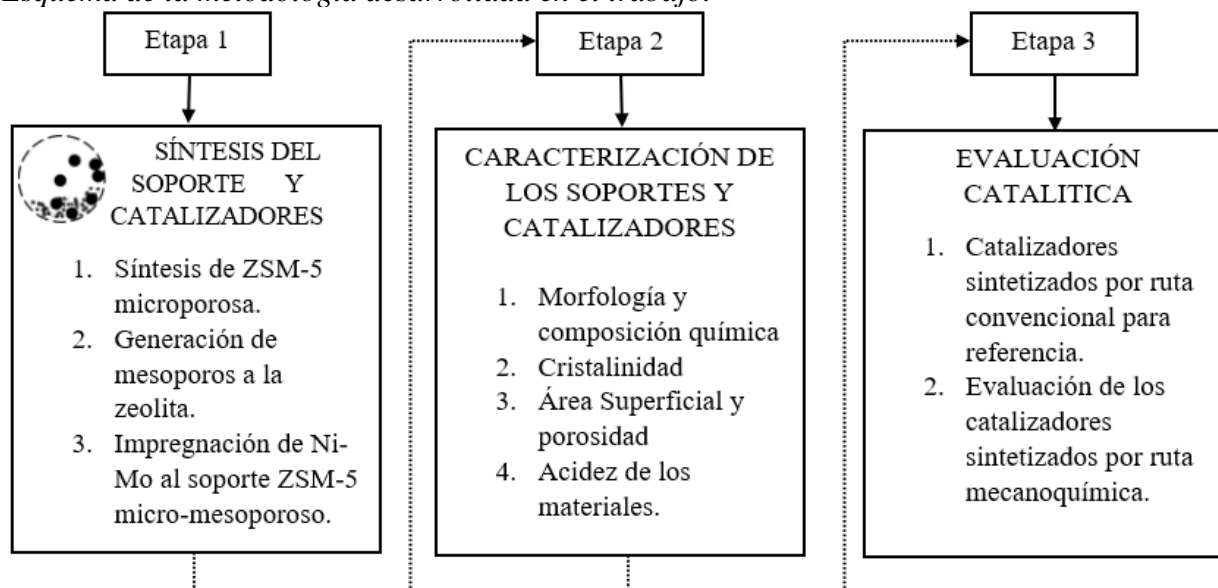 Esquema de la metodología desarrollada en el trabajo.
Etapa 1
SÍNTESIS DEL
SOPORTE Y
CATALIZADORES
1. Síntesis de ZSM-5
microporosa.
2. Generación de
mesoporos a la
zeolita.
3. Impregnación de Ni-
Mo al soporte ZSM-5
micro-mesoporoso.
Etapa 2
CARACTERIZACIÓN DE
LOS SOPORTES Y
CATALIZADORES
1. Morfología y
composición química
2. Cristalinidad
3. Área Superficial y
porosidad
4. Acidez de los
materiales.
Etapa 3
EVALUACIÓN
CATALITICA
1. Catalizadores
sintetizados por ruta
convencional para
referencia.
2. Evaluación de los
catalizadores
sintetizados por ruta
mecanoquímica.